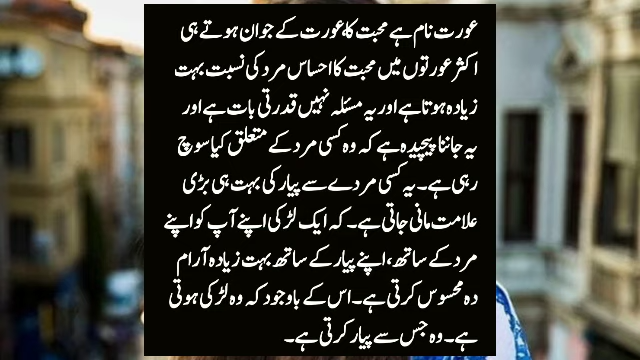 عورت نام ہے محبت کا عورت کے جوان ہوتے ہی
اکثر عورتوں میں محبت کا احساس مرد کی نسبت بہت
زیادہ ہوتا ہے اور یہ مسئلہ نہیں قدرتی بات ہے اور
یہ جاننا پیچیدہ ہے کہ وہ کسی مرد کے متعلق کیا سوچ
رہی ہے۔ یہ کسی مردے سے پیار کی بہت ہی بڑی
علامت مانی جاتی ہے۔ کہ ایک لڑکی اپنے آپ کو اپنے
مرد کے ساتھ، اپنے پیار کے ساتھ بہت زیادہ آرام
دہ محسوس کرتی ہے۔ اس کے باوجود کہ وہ لڑکی ہوتی
ہے۔ وہ جس سے پیار کرتی ہے۔